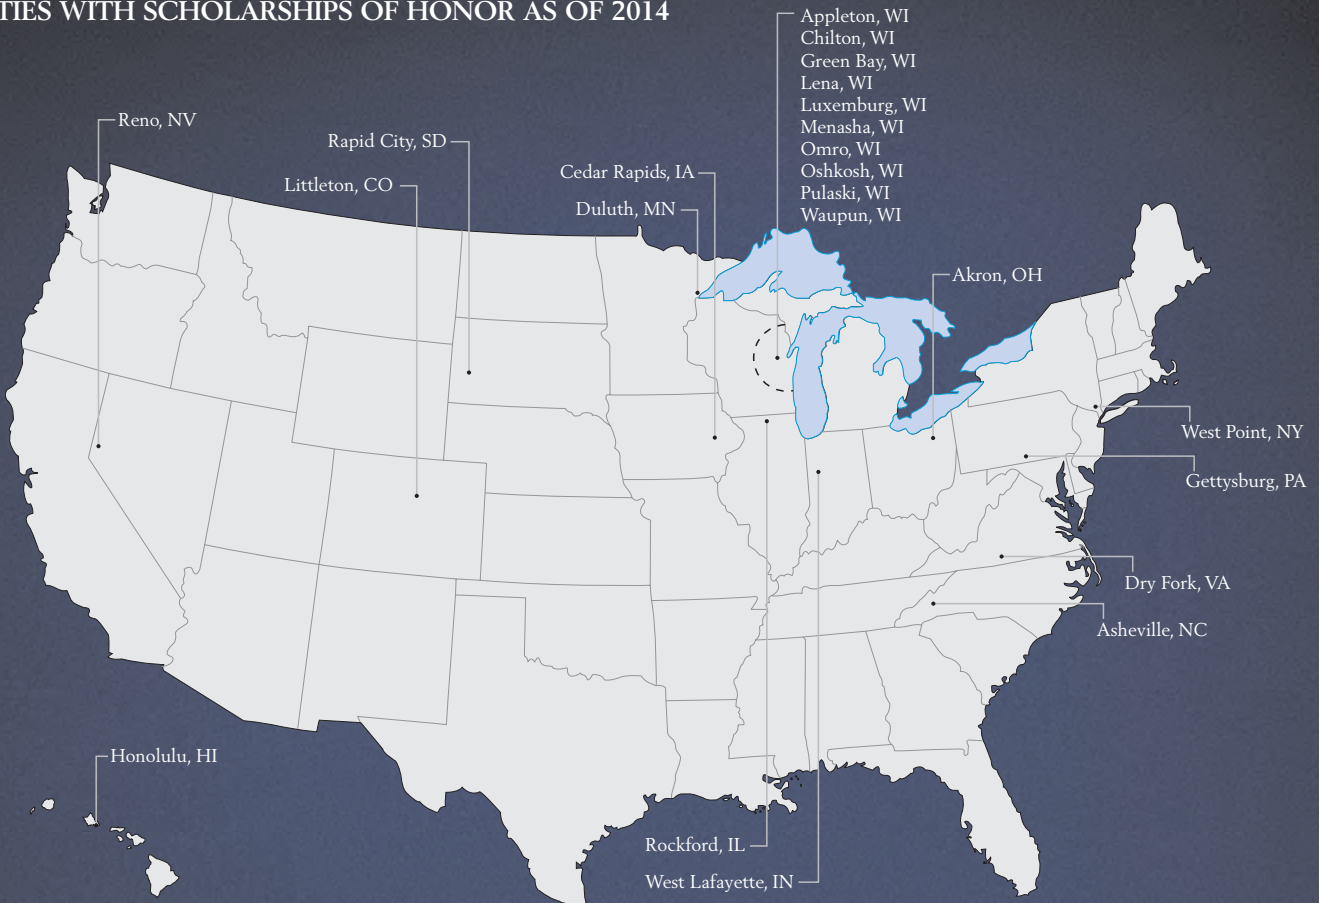 TIES WITH SCHOLARSHIPS OF HONOR AS OF 2014
Appleton, WI
Chilton, WI
Green Bay, WI
Lena, WI
Luxemburg, WI
Menasha, WI
Omro, WI
Oshkosh, WI
Pulaski, WI
Waupun, WI
Reno, NV
Rapid City, SD
Littleton, CO
Cedar Rapids, IA
Duluth, MN
Akron, OH
West Point, NY
Gettysburg, PA
Dry Fork, VA
Asheville, NC
Honolulu, HI
Rockford, IL
West Lafayette, IN